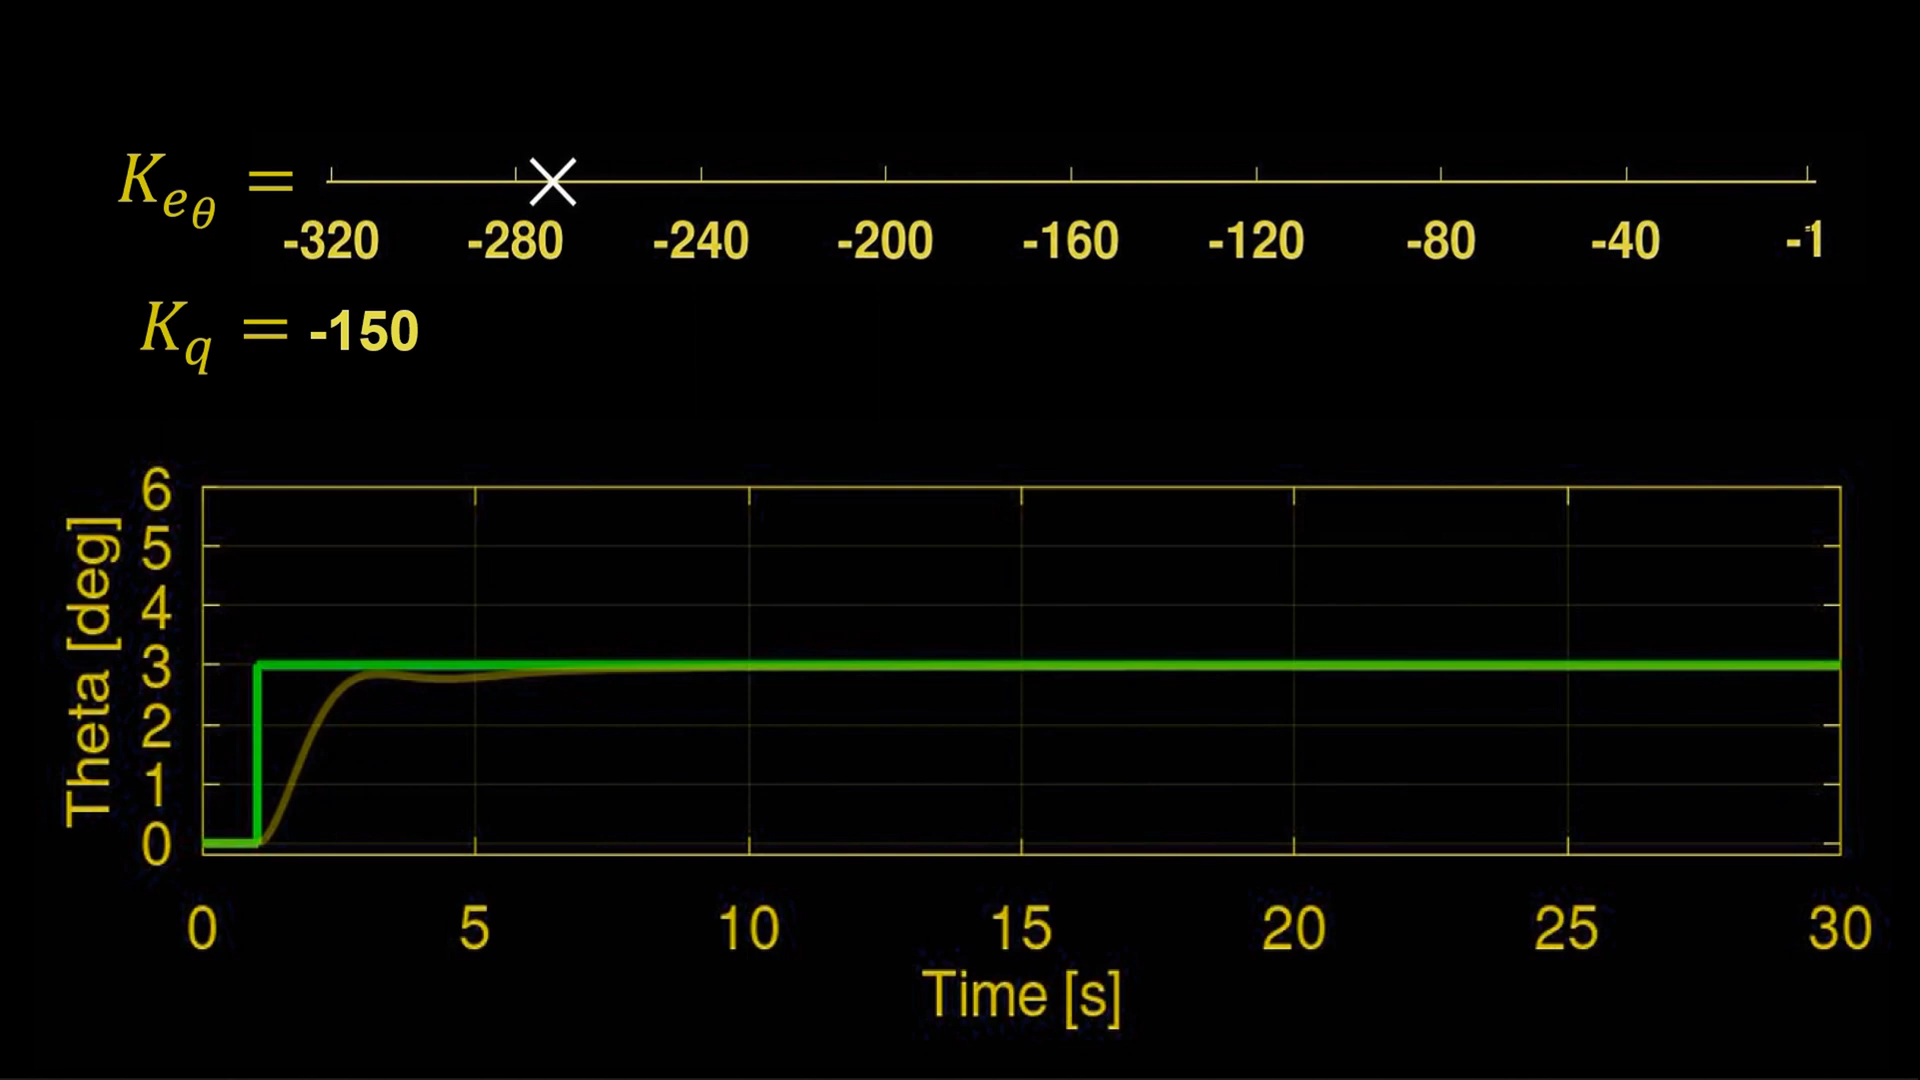 K_{e_θ} =
-320 -280 -240 -200 -160 -120 -80 -40 -1
K_q = -150
6
5
4
3
2
1
0
Theta [deg]
0 5 10 15 20 25 30
Time [s]